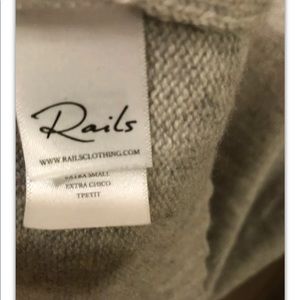 Rails
WWW.RAILSCLOTHING.COM
EXTRA SMALL
EXTRA CHICO
TPETIT